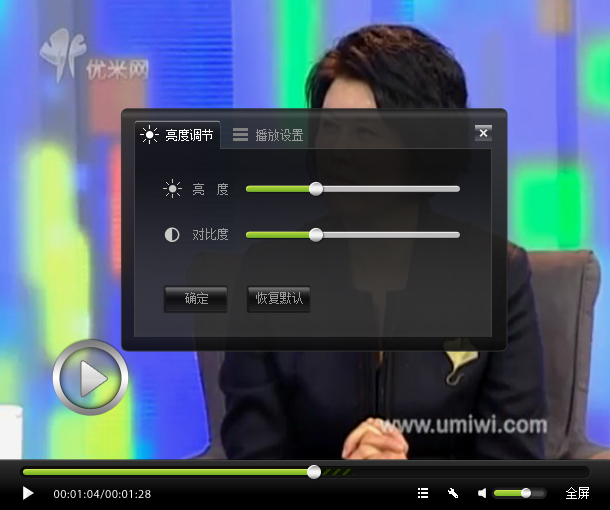 优米网
亮度调节 播放设置
亮 度
对比度
确定 恢复默认
www.umiwi.com
00:01:04/00:01:28 全屏